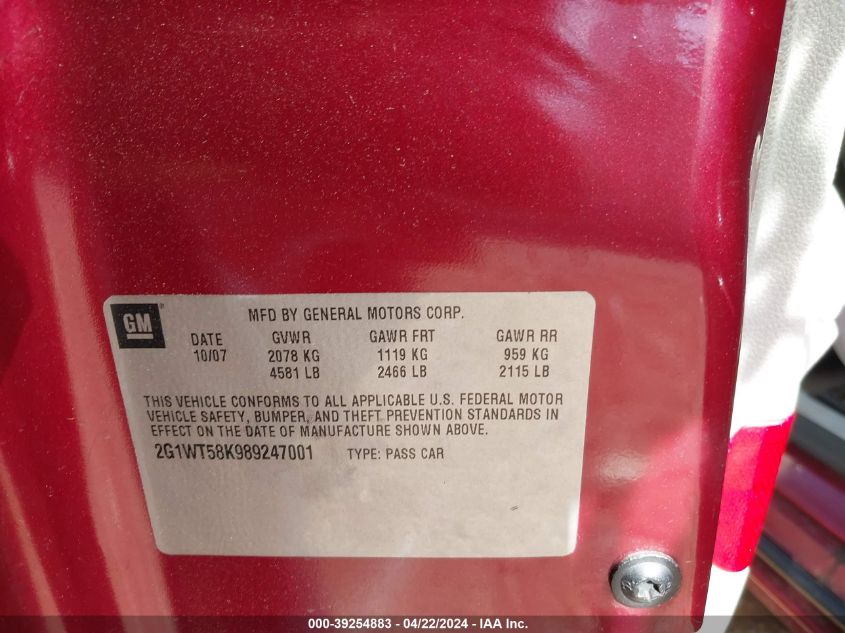 GM®
MFD BY GENERAL MOTORS CORP.
DATE GVWR GAWR FRT GAWR RR
10/07 2078 KG 1119 KG 959 KG
4581 LB 2466 LB 2115 LB
THIS VEHICLE CONFORMS TO ALL APPLICABLE U.S. FEDERAL MOTOR
VEHICLE SAFETY, BUMPER, AND THEFT PREVENTION STANDARDS IN
EFFECT ON THE DATE OF MANUFACTURE SHOWN ABOVE.
2G1WT58K989247001 TYPE: PASS CAR
000-39254883 - 04/22/2024 - IAA Inc.